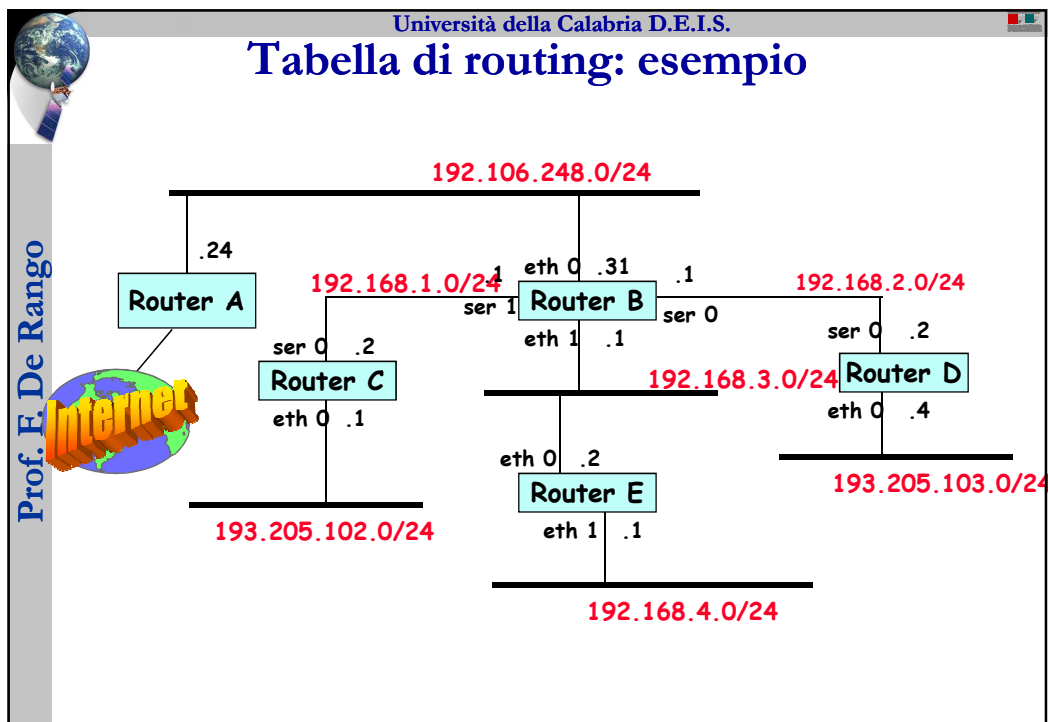 Università della Calabria D.E.I.S.
Tabella di routing: esempio
Prof. F. De Rango
192.106.248.0/24
.24
Router A
Internet
192.168.1.0/24
.1
ser 1
eth 0 .31
Router B
eth 1 .1
.1
ser 0
192.168.2.0/24
ser 0 .2
Router C
eth 0 .1
193.205.102.0/24
192.168.3.0/24
ser 0 .2
Router D
eth 0 .4
193.205.103.0/24
eth 0 .2
Router E
eth 1 .1
192.168.4.0/24